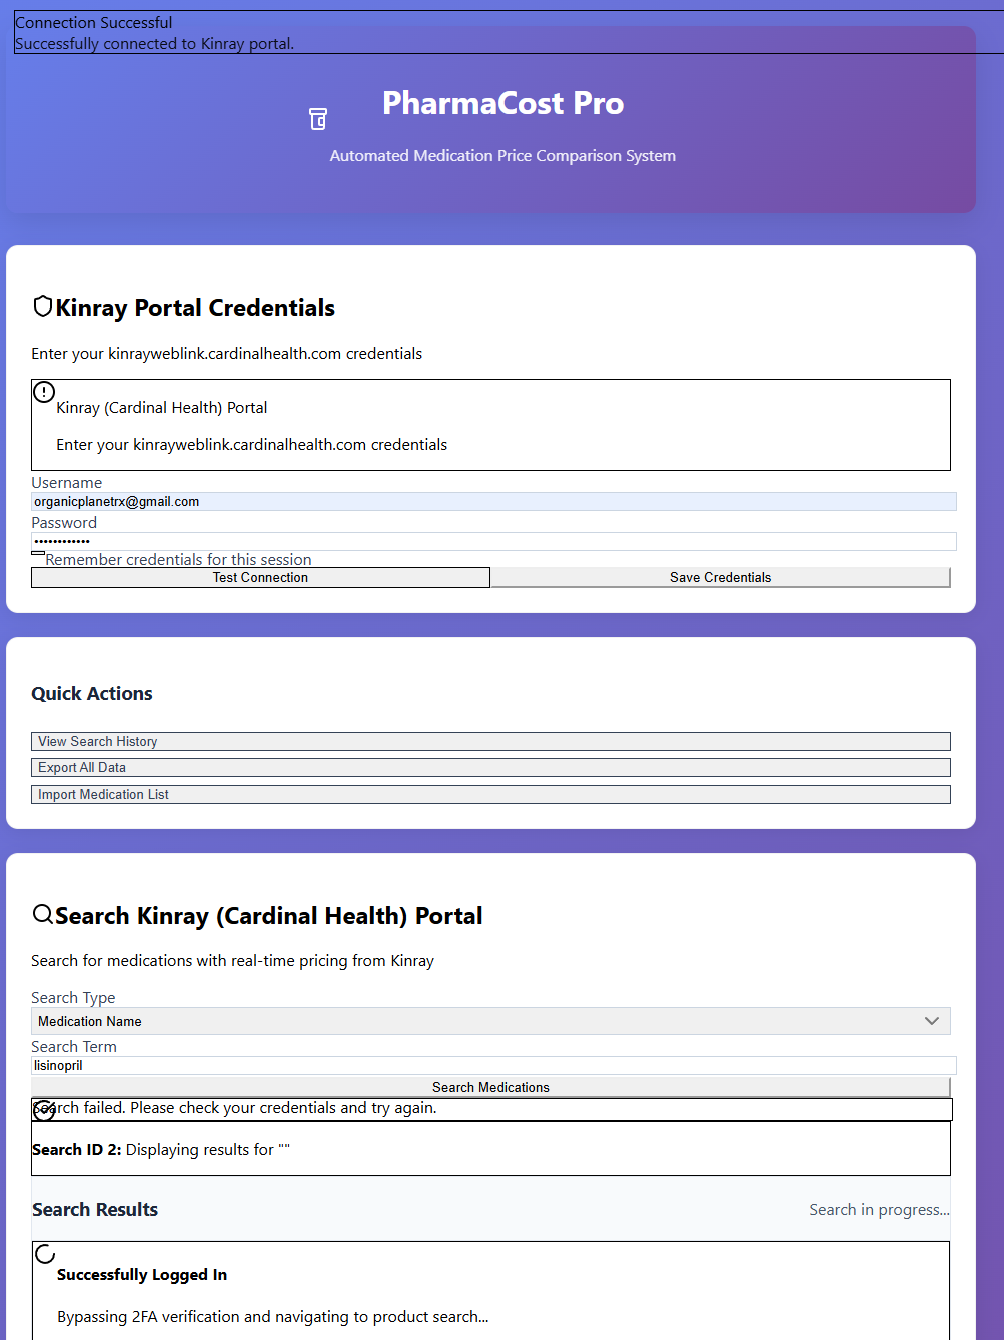 Connection Successful
Successfully connected to Kinray portal.
PharmaCost Pro
Automated Medication Price Comparison System
Kinray Portal Credentials
Enter your kinrayweblink.cardinalhealth.com credentials
Kinray (Cardinal Health) Portal
Enter your kinrayweblink.cardinalhealth.com credentials
Username
organicplanetrx@gmail.com
Password
••••••••••••
Remember credentials for this session
Test Connection
Save Credentials
Quick Actions
View Search History
Export All Data
Import Medication List
Search Kinray (Cardinal Health) Portal
Search for medications with real-time pricing from Kinray
Search Type
Medication Name
Search Term
lisinopril
Search Medications
Search failed. Please check your credentials and try again.
Search ID 2: Displaying results for ""
Search Results
Search in progress...
Successfully Logged In
Bypassing 2FA verification and navigating to product search...